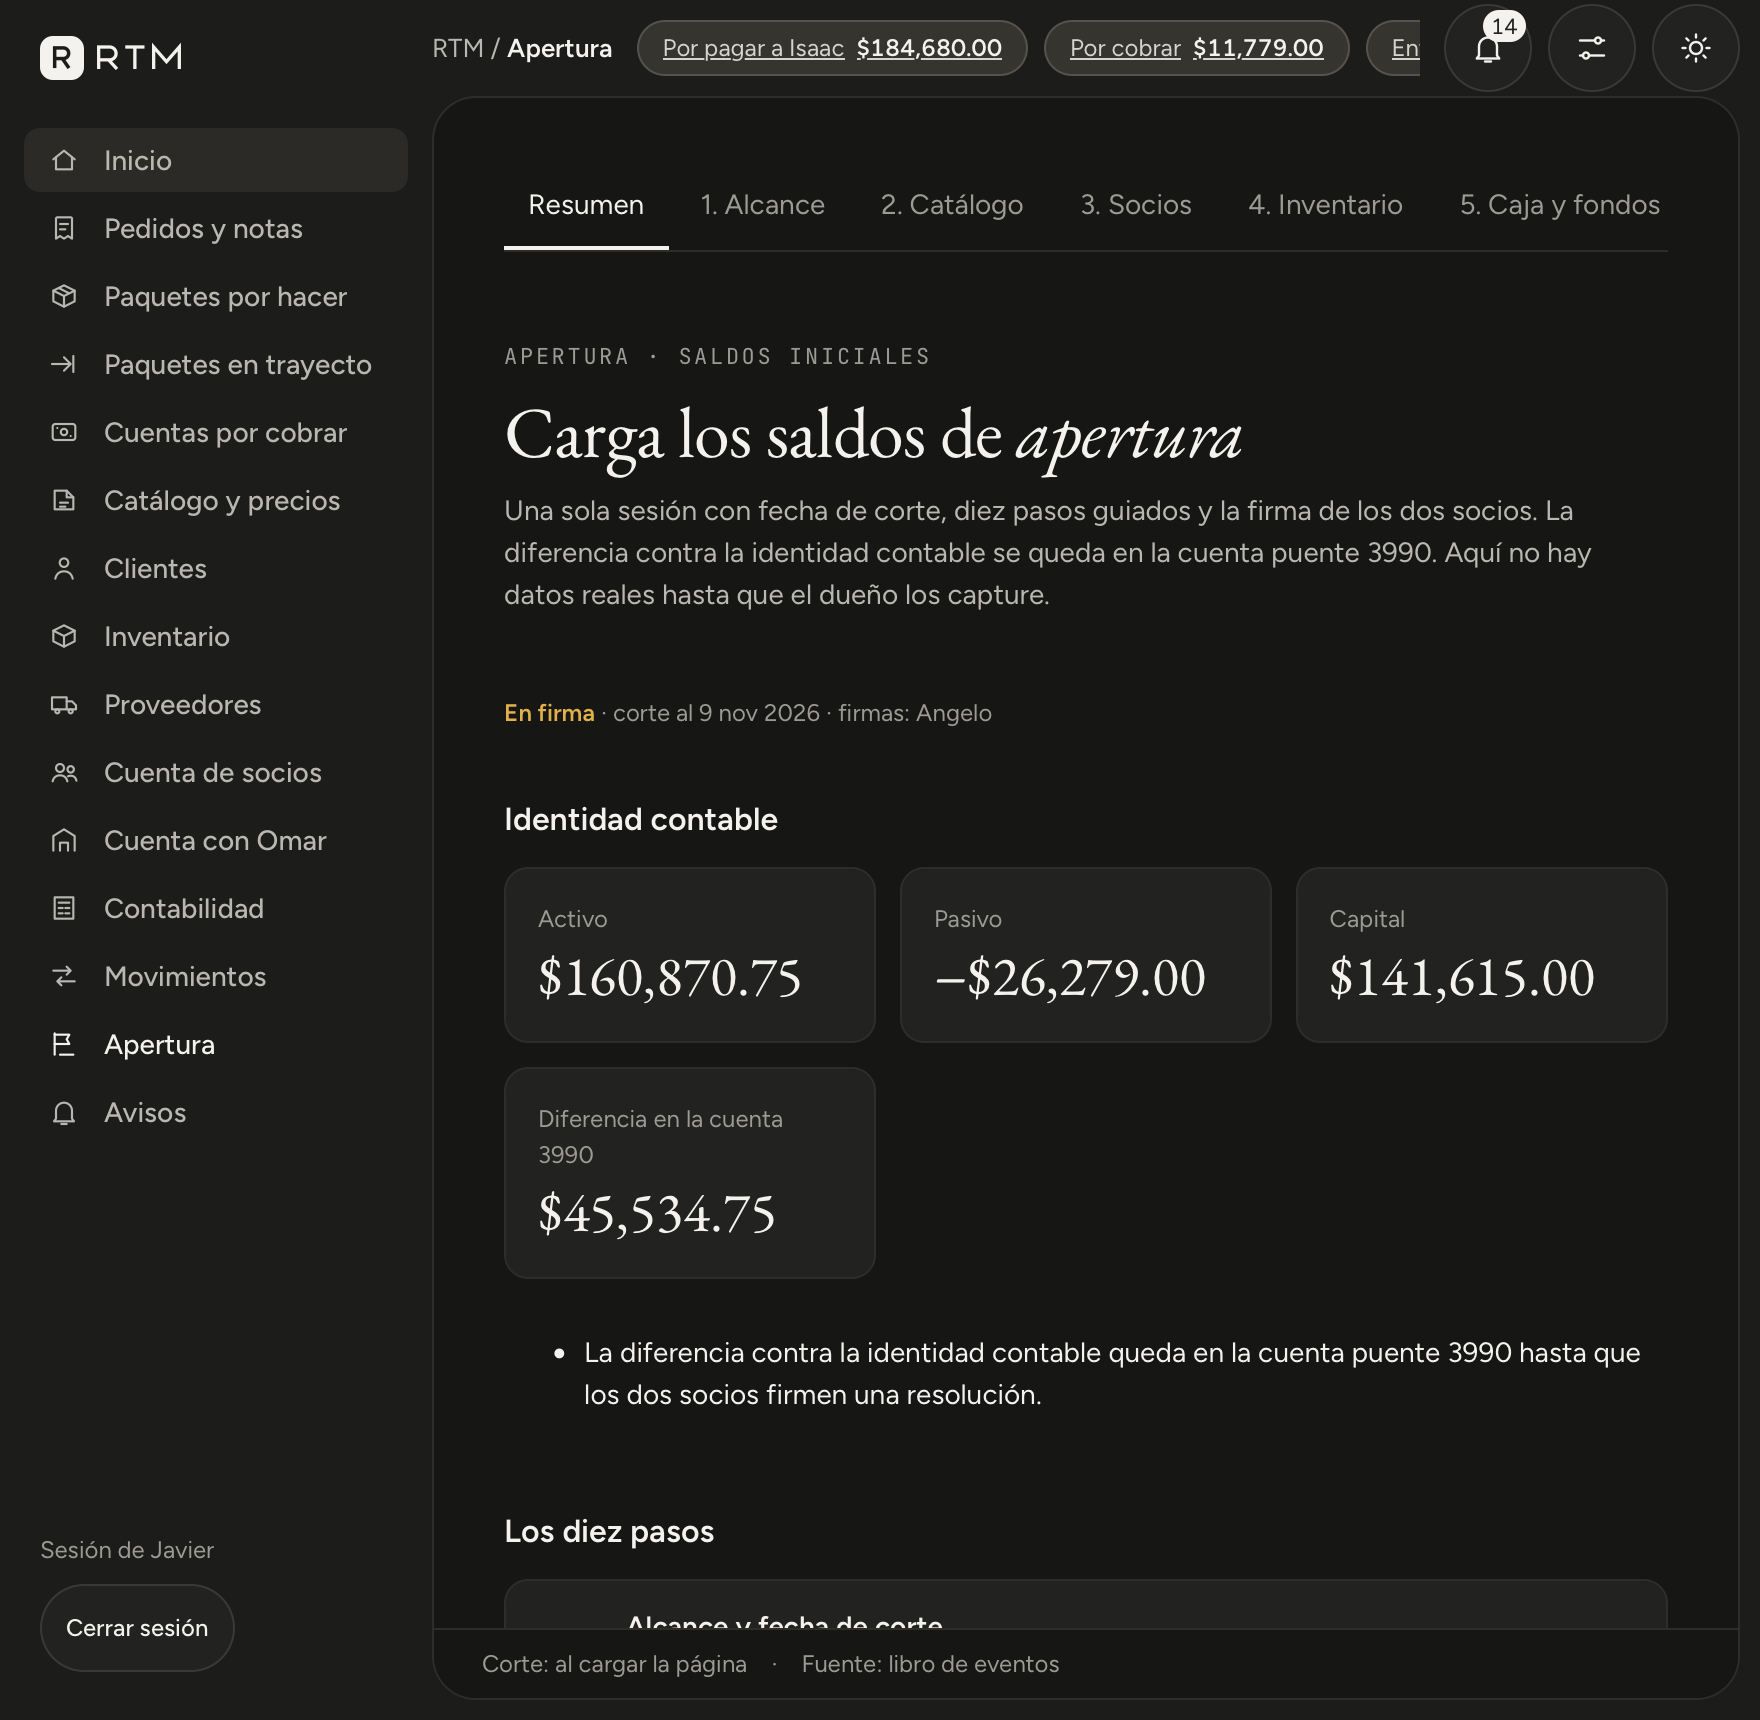 R RTM
Inicio
Pedidos y notas
Paquetes por hacer
Paquetes en trayecto
Cuentas por cobrar
Catálogo y precios
Clientes
Inventario
Proveedores
Cuenta de socios
Cuenta con Omar
Contabilidad
Movimientos
Apertura
Avisos
Sesión de Javier
Cerrar sesión
RTM / Apertura
Por pagar a Isaac $184,680.00
Por cobrar $11,779.00
14
Resumen
1. Alcance
2. Catálogo
3. Socios
4. Inventario
5. Caja y fondos
APERTURA · SALDOS INICIALES
Carga los saldos de apertura
Una sola sesión con fecha de corte, diez pasos guiados y la firma de los dos socios. La
diferencia contra la identidad contable se queda en la cuenta puente 3990. Aquí no hay
datos reales hasta que el dueño los capture.
En firma · corte al 9 nov 2026 · firmas: Angelo
Identidad contable
Activo
$160,870.75
Pasivo
–$26,279.00
Capital
$141,615.00
Diferencia en la cuenta
3990
$45,534.75
• La diferencia contra la identidad contable queda en la cuenta puente 3990 hasta que
los dos socios firmen una resolución.
Los diez pasos
Alcance y fecha de corte
Corte: al cargar la página · Fuente: libro de eventos